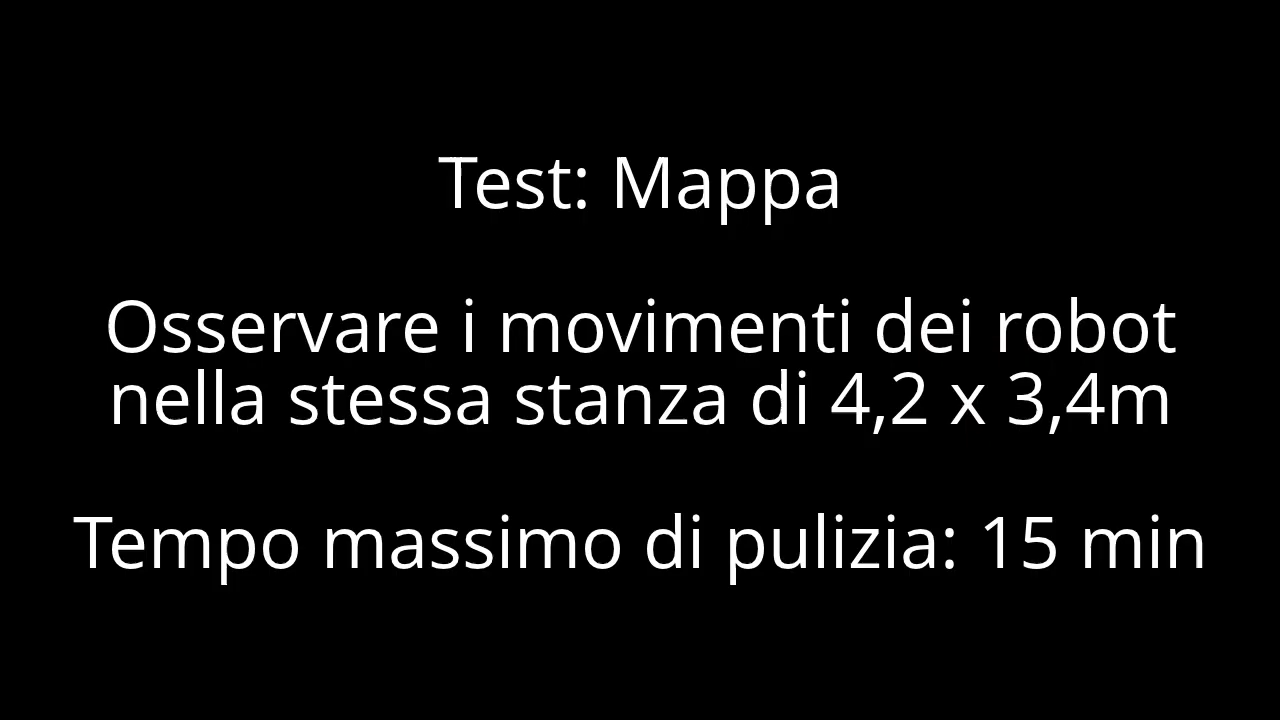 Test: Mappa
Osservare i movimenti dei robot
nella stessa stanza di 4,2 x 3,4m
Tempo massimo di pulizia: 15 min